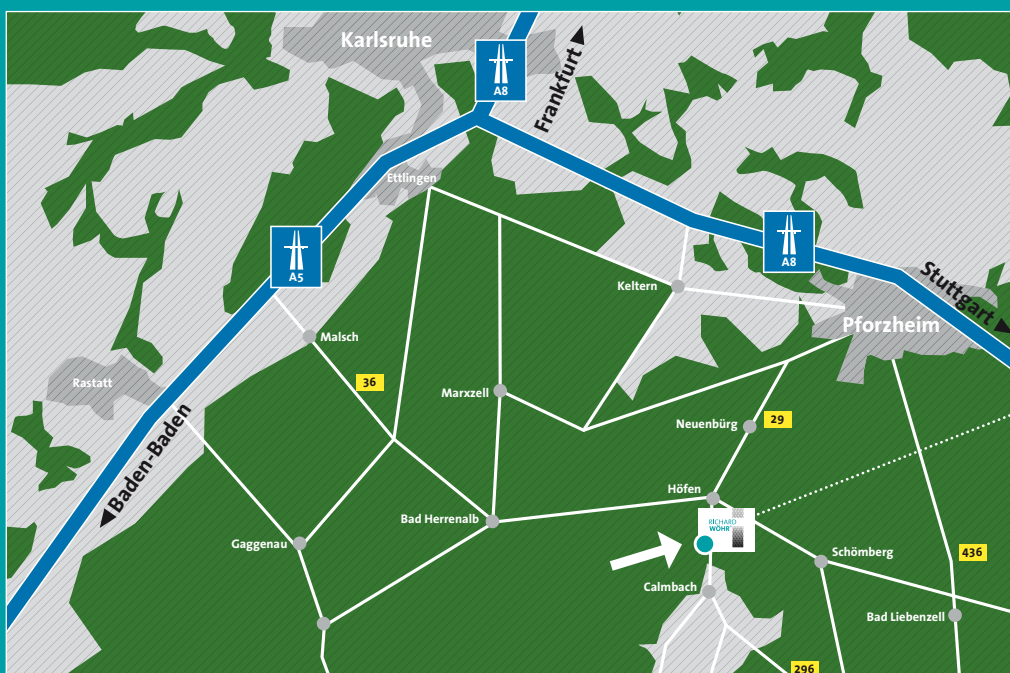 Karlsruhe
A8
Frankfurt
Ettlingen
A5
A8
Stuttgart
Keltern
Pforzheim
Malsch
Rastatt
36
Marxzell
Baden-Baden
Neuenbürg
29
Höfen
Bad Herrenalb
RICHARD
WÖHR
Gaggenau
Schömberg
436
Calmbach
Bad Liebenzell
296